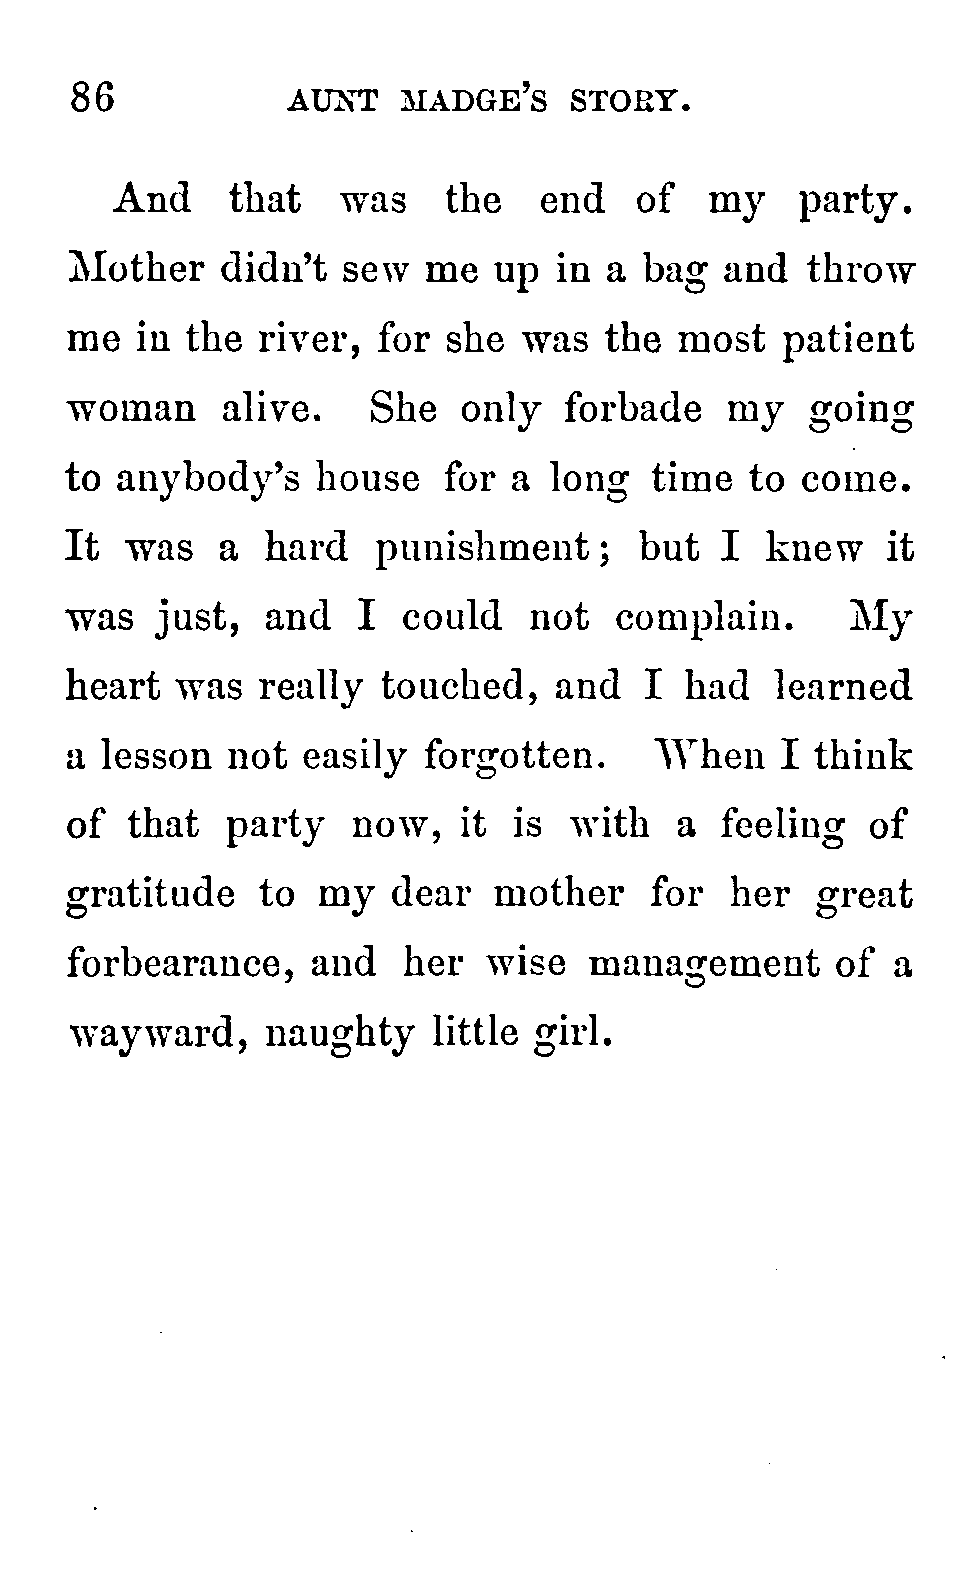 86 AUNT MADGE'S STORY.
And that was the end of my party.
Mother didn't sew me up in a bag and throw
me in the river, for she was the most patient
woman alive. She only forbade my going
to anybody's house for a long time to come.
It was a hard punishment; but I knew it
was just, and I could not complain. My
heart was really touched, and I had learned
a lesson not easily forgotten. When I think
of that party now, it is with a feeling of
gratitude to my dear mother for her great
forbearance, and her wise management of a
wayward, naughty little girl.